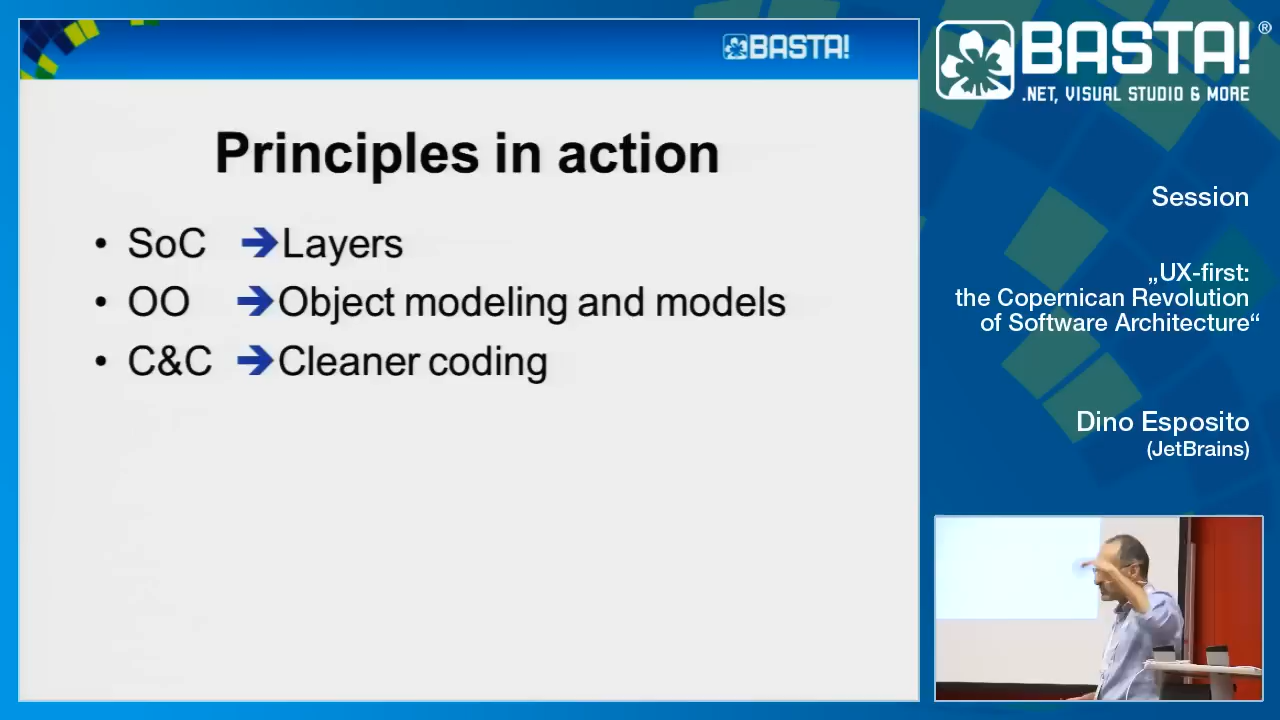 BASTA!
Principles in action
• SoC ➔ Layers
• OO ➔ Object modeling and models
• C&C ➔ Cleaner coding
BASTA! ®
.NET, VISUAL STUDIO & MORE
Session
„UX-first:
the Copernican Revolution
of Software Architecture“
Dino Esposito
(JetBrains)